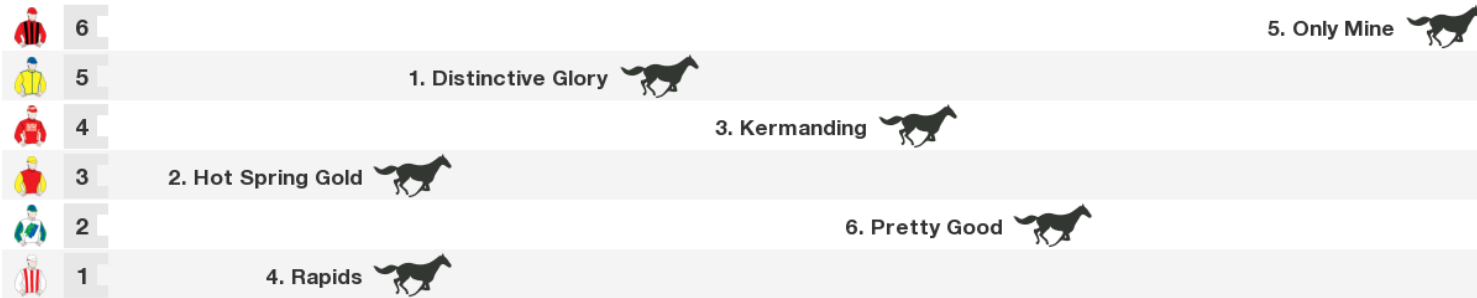 6 5. Only Mine
5 1. Distinctive Glory
4 3. Kermanding
3 2. Hot Spring Gold
2 6. Pretty Good
1 4. Rapids